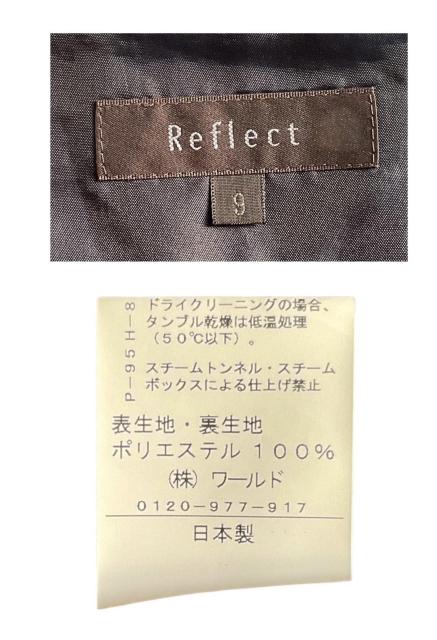 Reflect
9
P－95H－8
ドライクリーニングの場合、
タンブル乾燥は低温処理
（５０℃以下）。
スチームトンネル・スチーム
ボックスによる仕上げ禁止
表生地・裏生地
ポリエステル １００％
（株） ワールド
０１２０－９７７－９１７
日本製